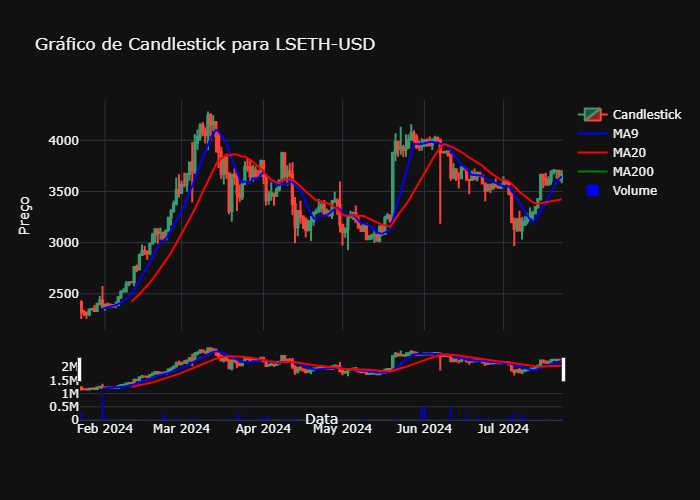 Gráfico de Candlestick para LSETH-USD
Candlestick
MA9
MA20
MA200
Volume
Preço
4000
3500
3000
2500
2M
1.5M
1M
0.5M
0
Data
Feb 2024 Mar 2024 Apr 2024 May 2024 Jun 2024 Jul 2024